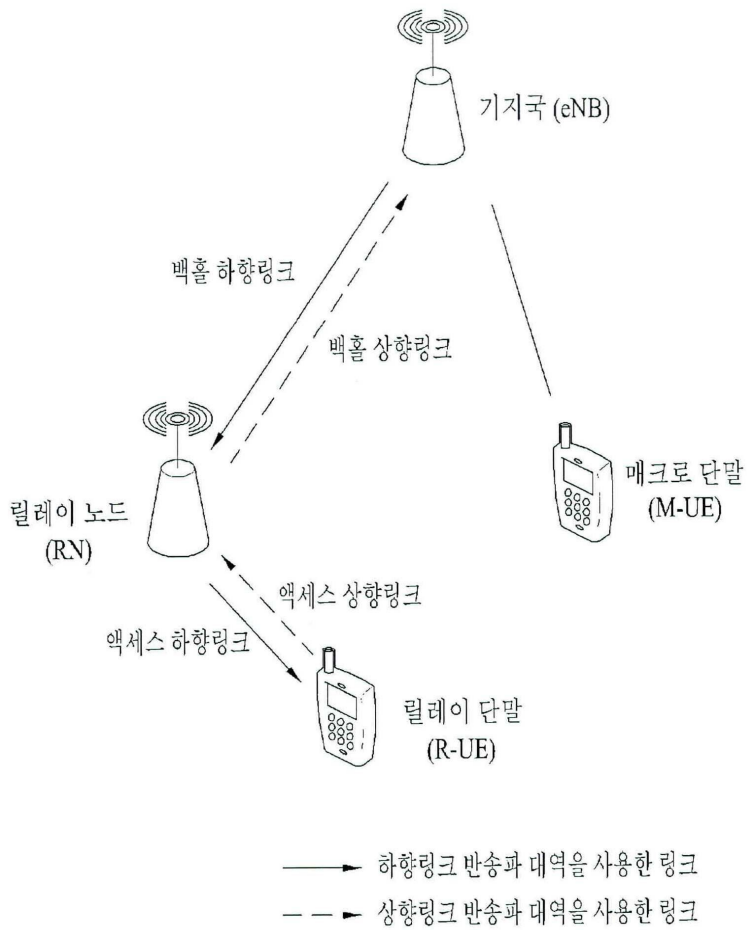 기지국 (eNB)
백홀 하향링크
백홀 상향링크
매크로 단말
(M-UE)
릴레이 노드
(RN)
액세스 상향링크
액세스 하향링크
릴레이 단말
(R-UE)
하향링크 반송파 대역을 사용한 링크
상향링크 반송파 대역을 사용한 링크